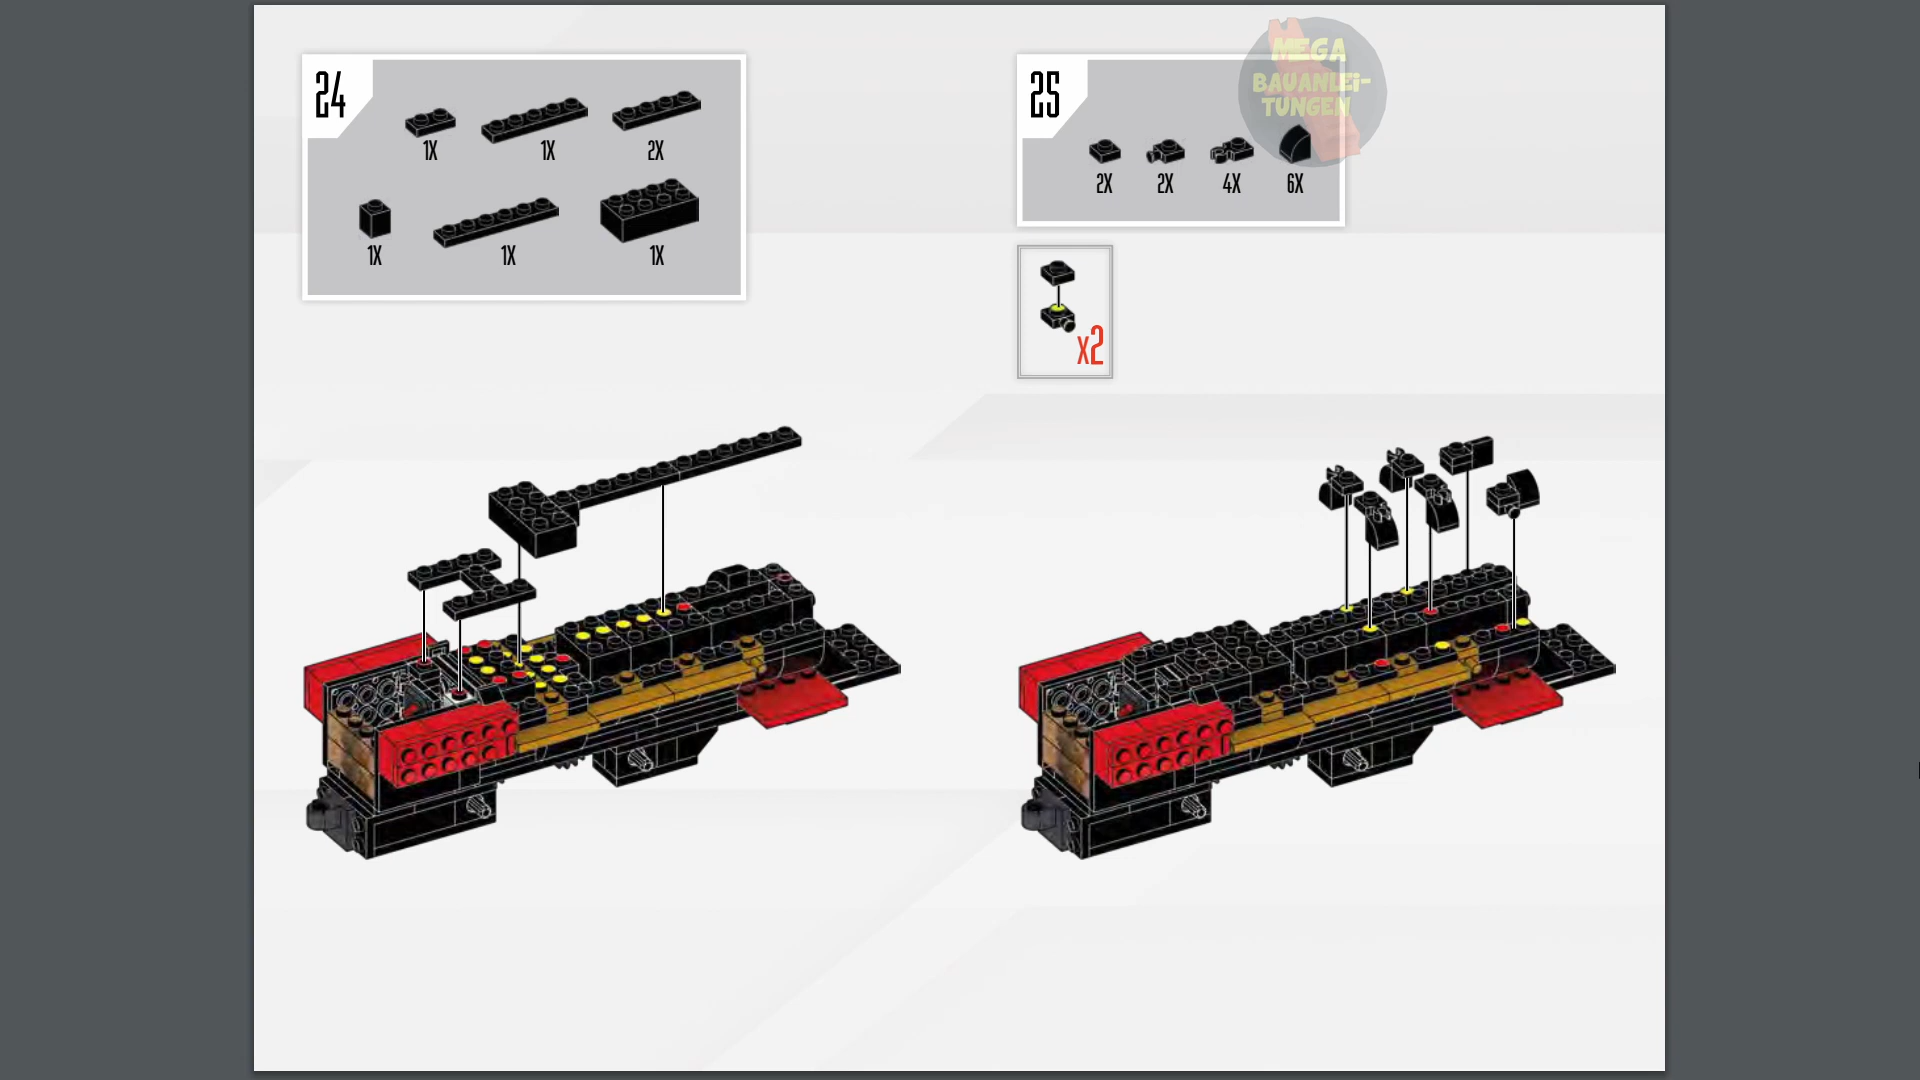 24
1X
1X
2X
1X
1X
1X
25
MEGA
BAUANLEi-
TUNGEN
2X
2X
4X
6X
x2